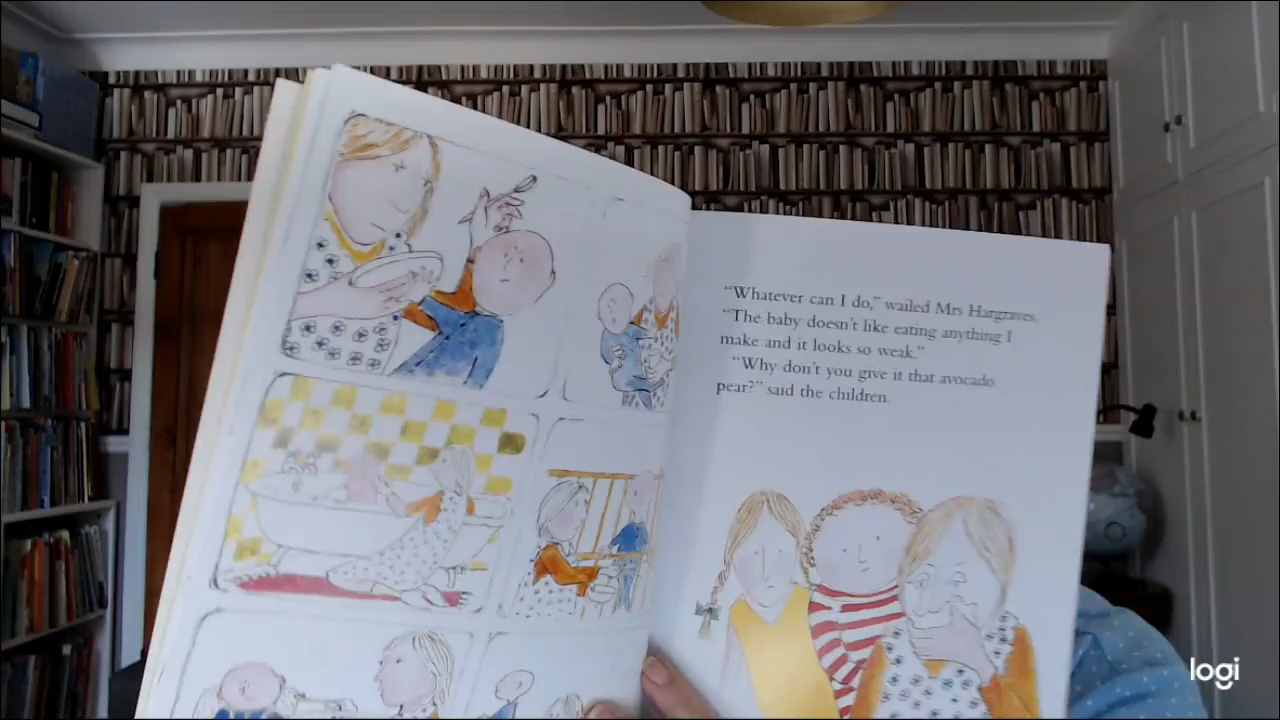 “Whatever can I do,” wailed Mrs Hargraves.
“The baby doesn’t like eating anything I
make and it looks so weak.”
“Why don’t you give it that avocado
pear?” said the children.
logi